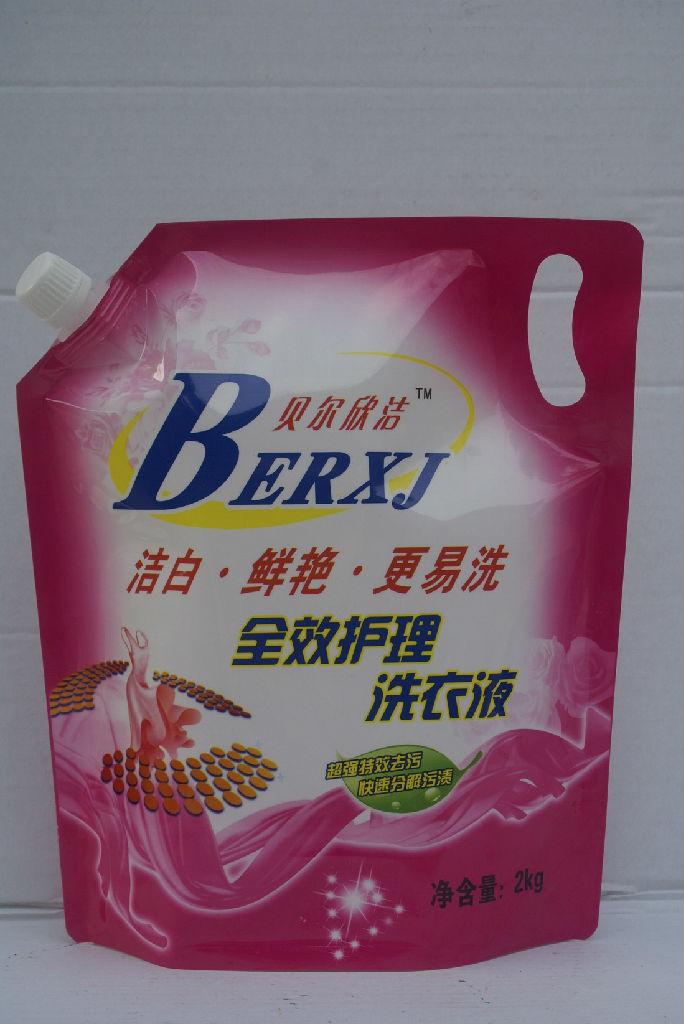 贝尔欣洁™
BERXJ
洁白·鲜艳·更易洗
全效护理
洗衣液
超强特效去污
快速分解污渍
净含量：2kg